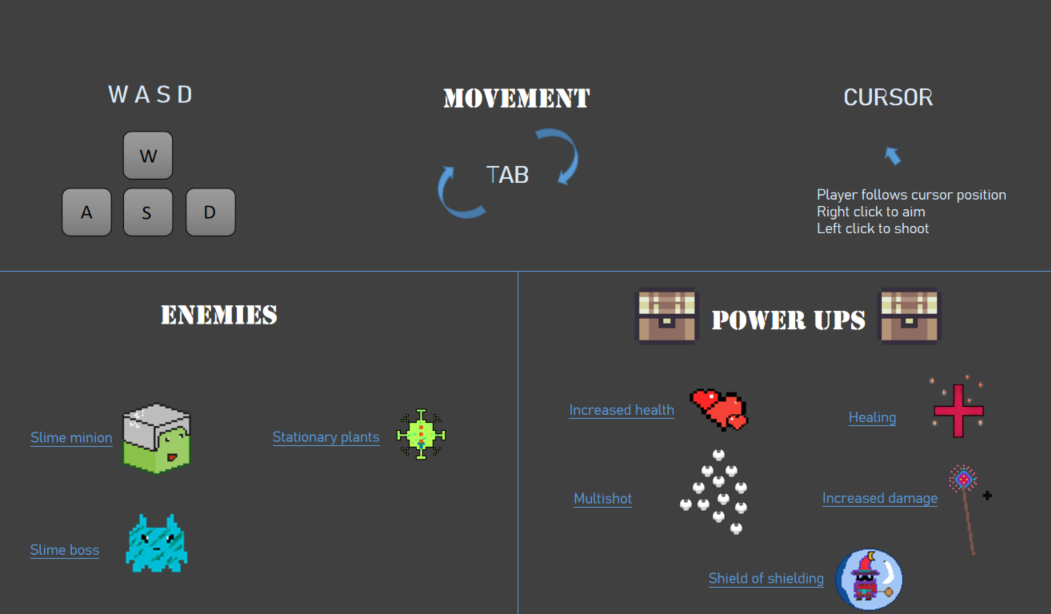 W A S D
MOVEMENT
CURSOR
W
TAB
A
S
D
Player follows cursor position
Right click to aim
Left click to shoot
ENEMIES
POWER UPS
Slime minion
Stationary plants
Slime boss
Increased health
Healing
Multishot
Increased damage
Shield of shielding